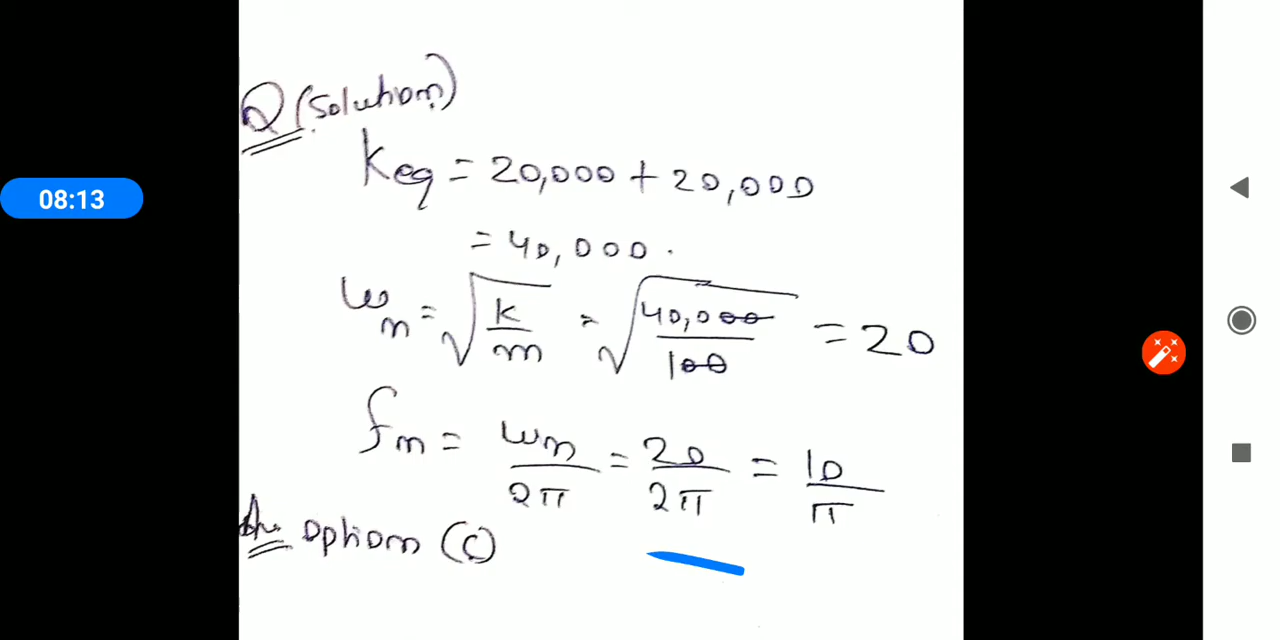 Q (Solution)
Keq = 20,000 + 20,000
= 40,000.
08:13
ωn = √(k/m) = √(40,000/100) = 20
fn = ωn/2π = 20/2π = 10/π
Ans option (C)